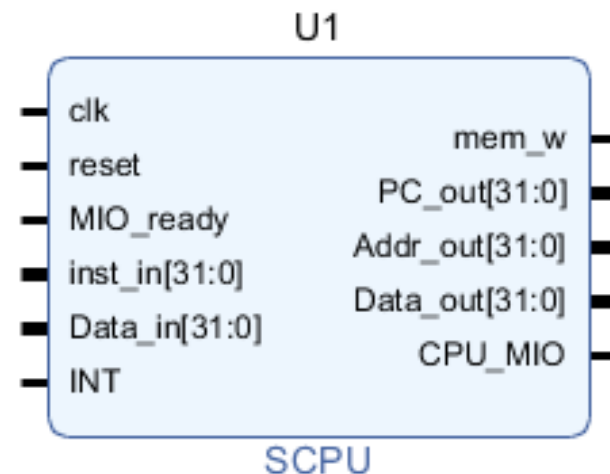 U1
clk
reset
MIO_ready
inst_in[31:0]
Data_in[31:0]
INT
mem_w
PC_out[31:0]
Addr_out[31:0]
Data_out[31:0]
CPU_MIO
SCPU